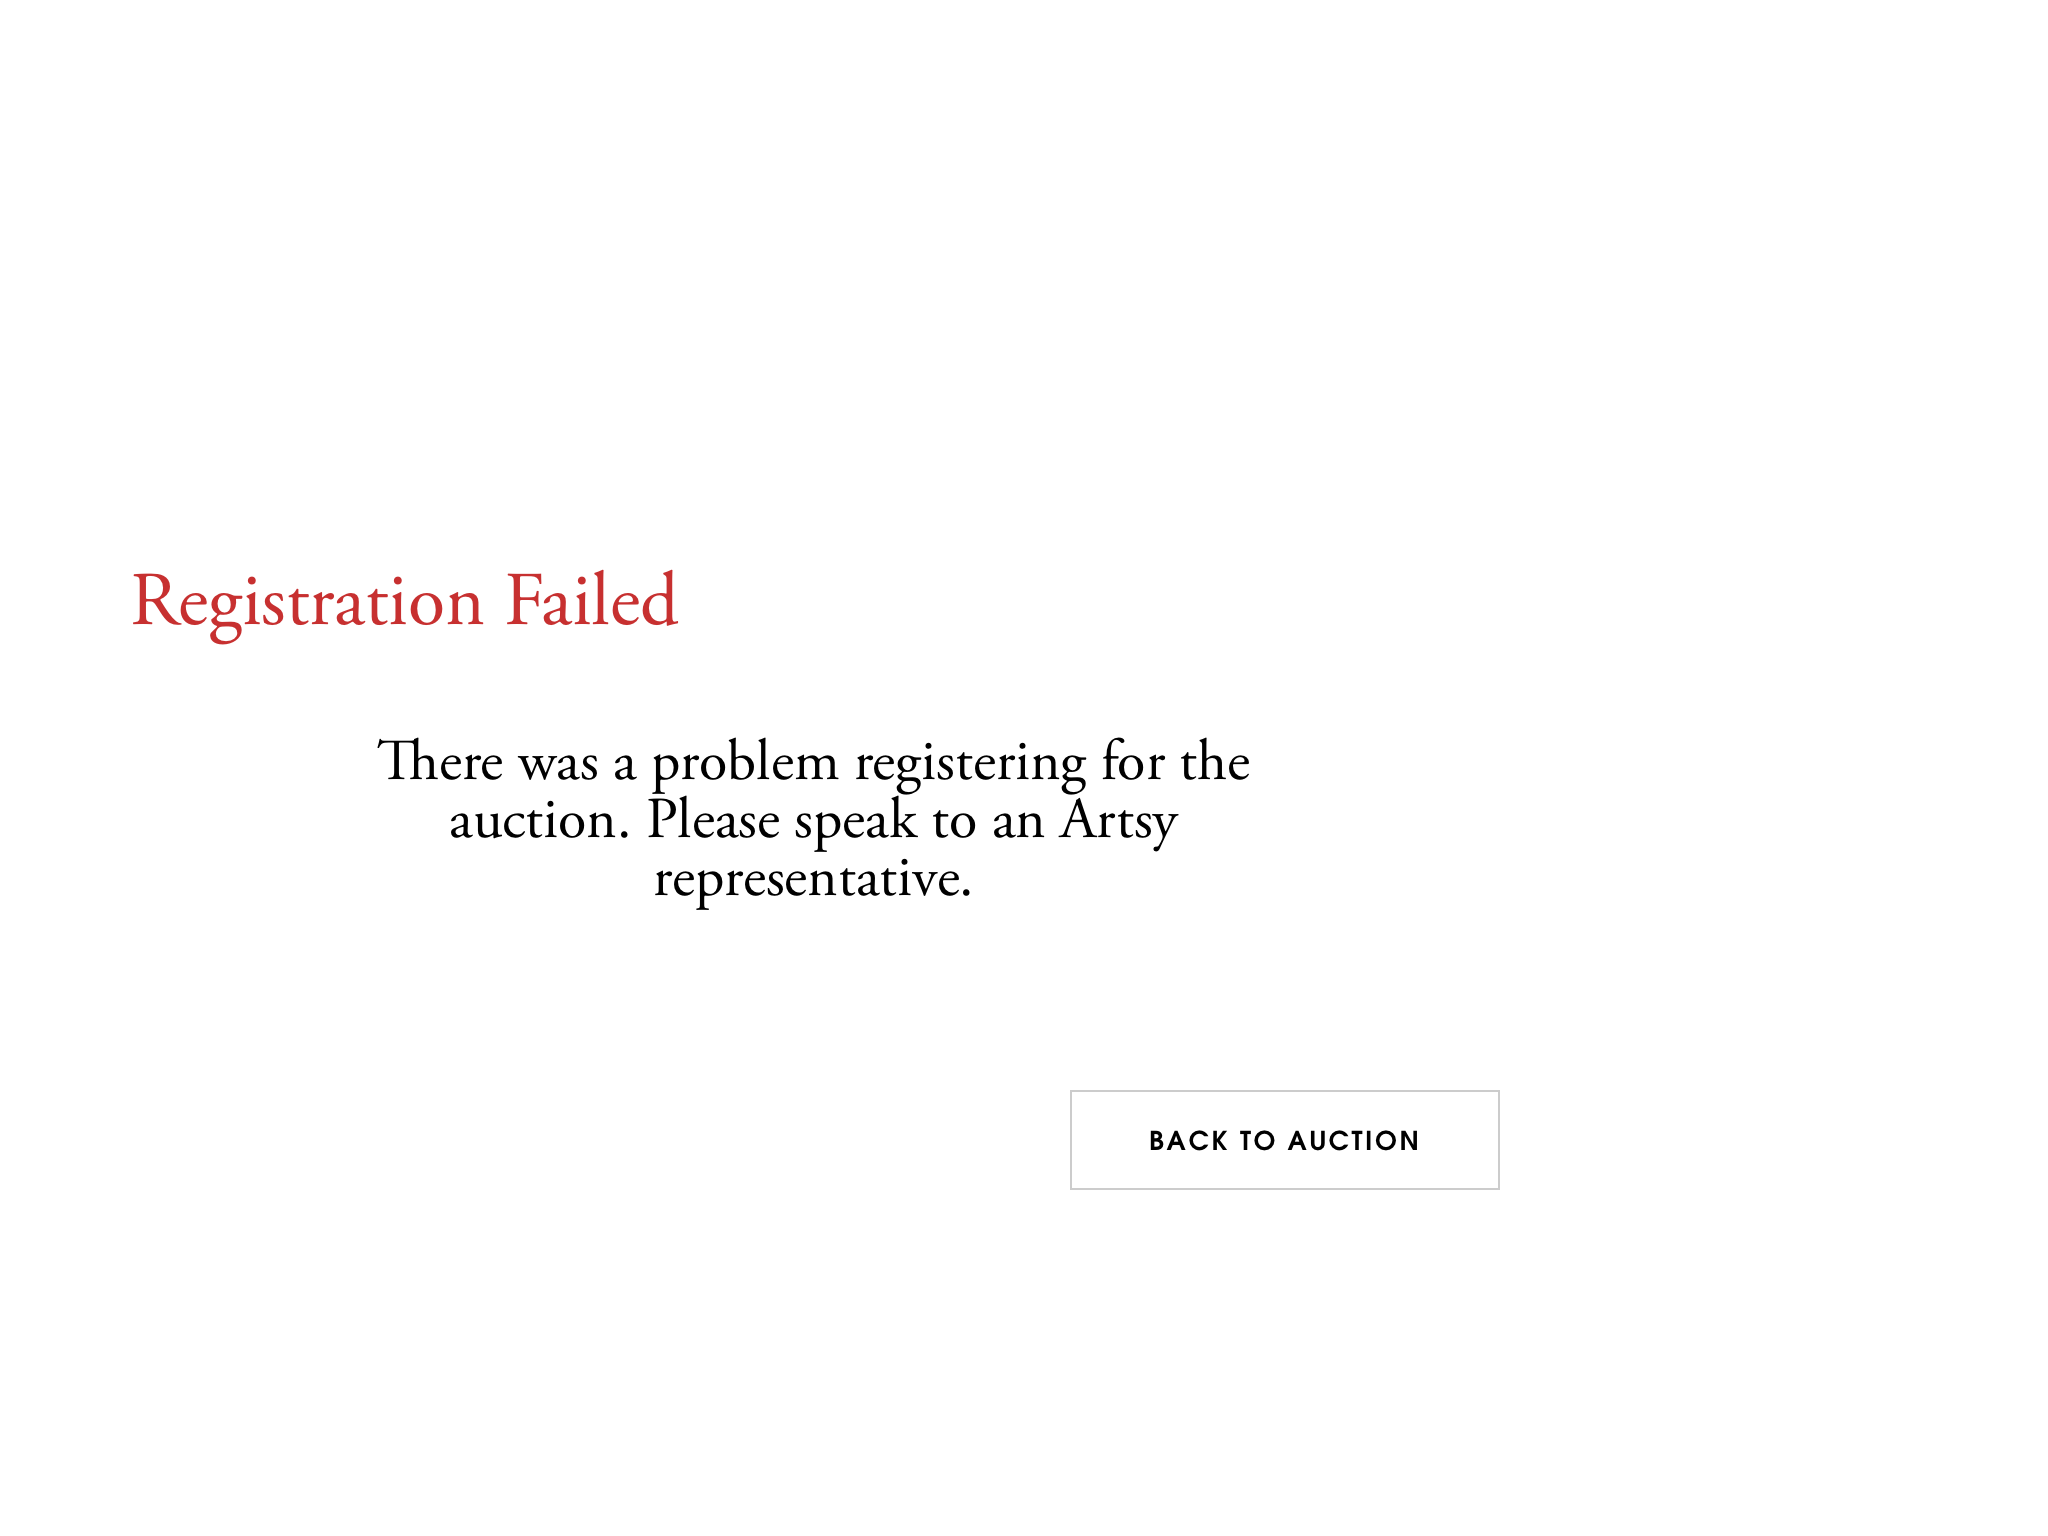 Registration Failed
There was a problem registering for the
auction. Please speak to an Artsy
representative.
BACK TO AUCTION